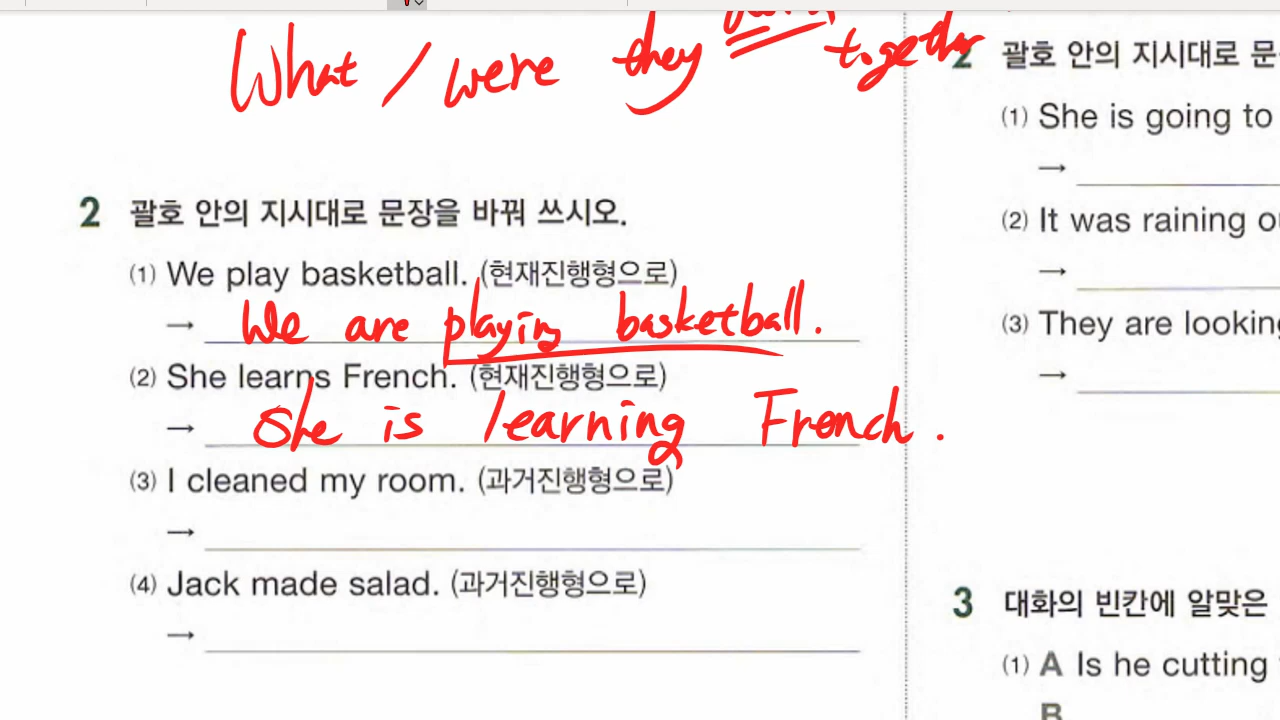 What / were they together
2 괄호 안의 지시대로 문장을 바꿔 쓰시오.
(1) We play basketball. (현재진행형으로)
→ We are playing basketball.
(2) She learns French. (현재진행형으로)
→ She is learning French.
(3) I cleaned my room. (과거진행형으로)
→
(4) Jack made salad. (과거진행형으로)
→
2 괄호 안의 지시대로
(1) She is going to
→
(2) It was raining
→
(3) They are looking
→
3 대화의 빈칸에 알맞은
(1) A Is he cutting
B